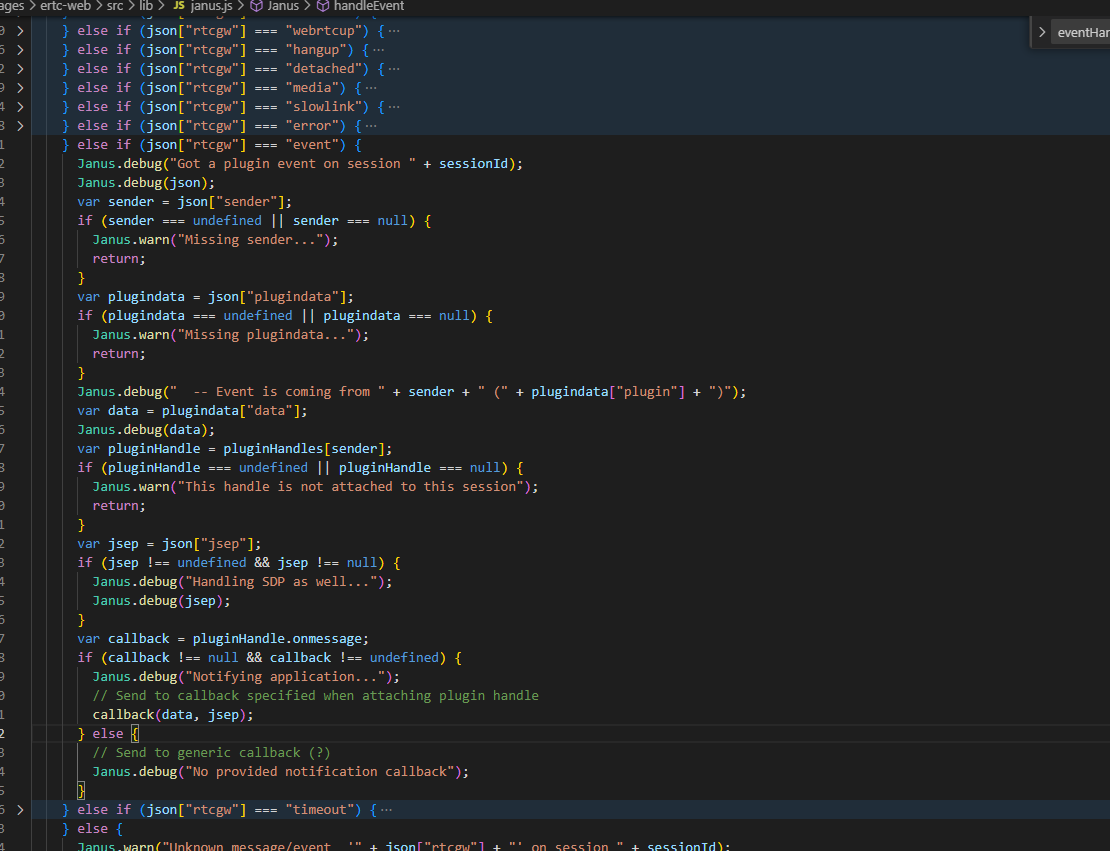 ages > ertc-web > src > lib > JS janus.js > Janus > handleEvent
} else if (json["rtcgw"] === "webrtcup") {…
eventHar
} else if (json["rtcgw"] === "hangup") {…
} else if (json["rtcgw"] === "detached") {…
} else if (json["rtcgw"] === "media") {…
} else if (json["rtcgw"] === "slowlink") {…
} else if (json["rtcgw"] === "error") {…
} else if (json["rtcgw"] === "event") {
Janus.debug("Got a plugin event on session " + sessionId);
Janus.debug(json);
var sender = json["sender"];
if (sender === undefined || sender === null) {
Janus.warn("Missing sender...");
return;
}
var plugindata = json["plugindata"];
if (plugindata === undefined || plugindata === null) {
Janus.warn("Missing plugindata...");
return;
}
Janus.debug("  -- Event is coming from " + sender + " (" + plugindata["plugin"] + ")");
var data = plugindata["data"];
Janus.debug(data);
var pluginHandle = pluginHandles[sender];
if (pluginHandle === undefined || pluginHandle === null) {
Janus.warn("This handle is not attached to this session");
return;
}
var jsep = json["jsep"];
if (jsep !== undefined && jsep !== null) {
Janus.debug("Handling SDP as well...");
Janus.debug(jsep);
}
var callback = pluginHandle.onmessage;
if (callback !== null && callback !== undefined) {
Janus.debug("Notifying application...");
// Send to callback specified when attaching plugin handle
callback(data, jsep);
} else {
// Send to generic callback (?)
Janus.debug("No provided notification callback");
}
} else if (json["rtcgw"] === "timeout") {…
} else {
Janus.warn("Unknown message/event  '" + json["rtcgw"] + "' on session " + sessionId);